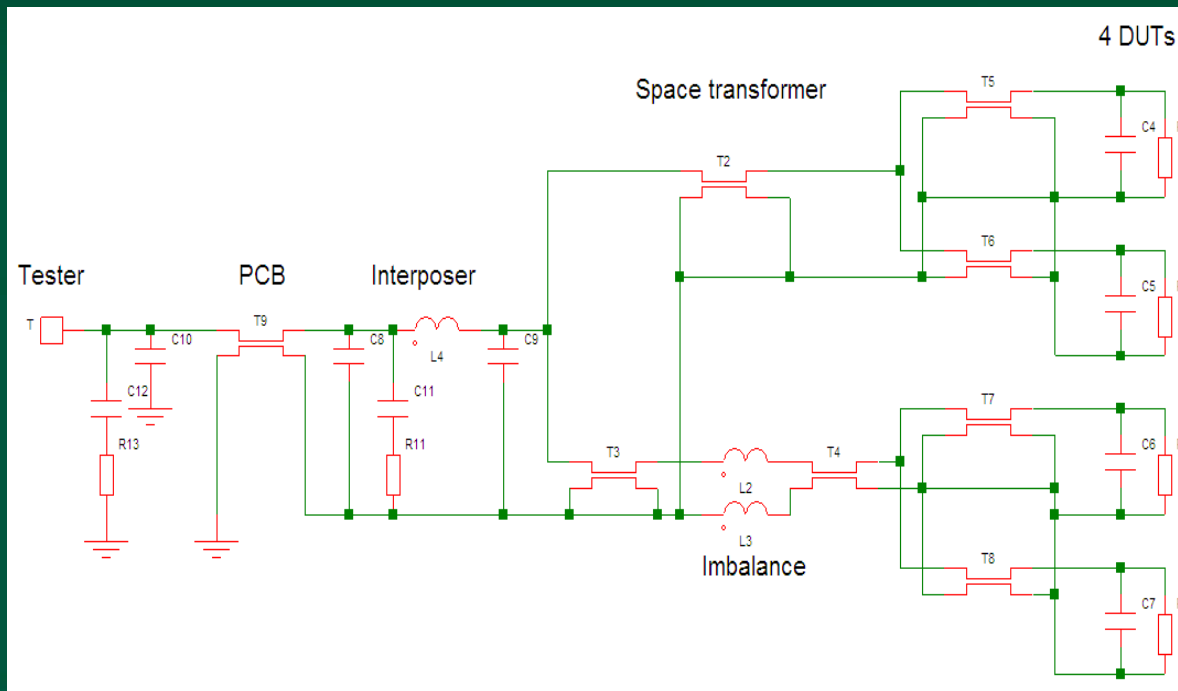 4 DUTs
Space transformer
T5
C4
T2
T6
C5
Tester
PCB
Interposer
T
T9
C10
C8
L4
C9
C12
C11
R13
R11
T3
L2
T4
L3
Imbalance
T7
C6
T8
C7